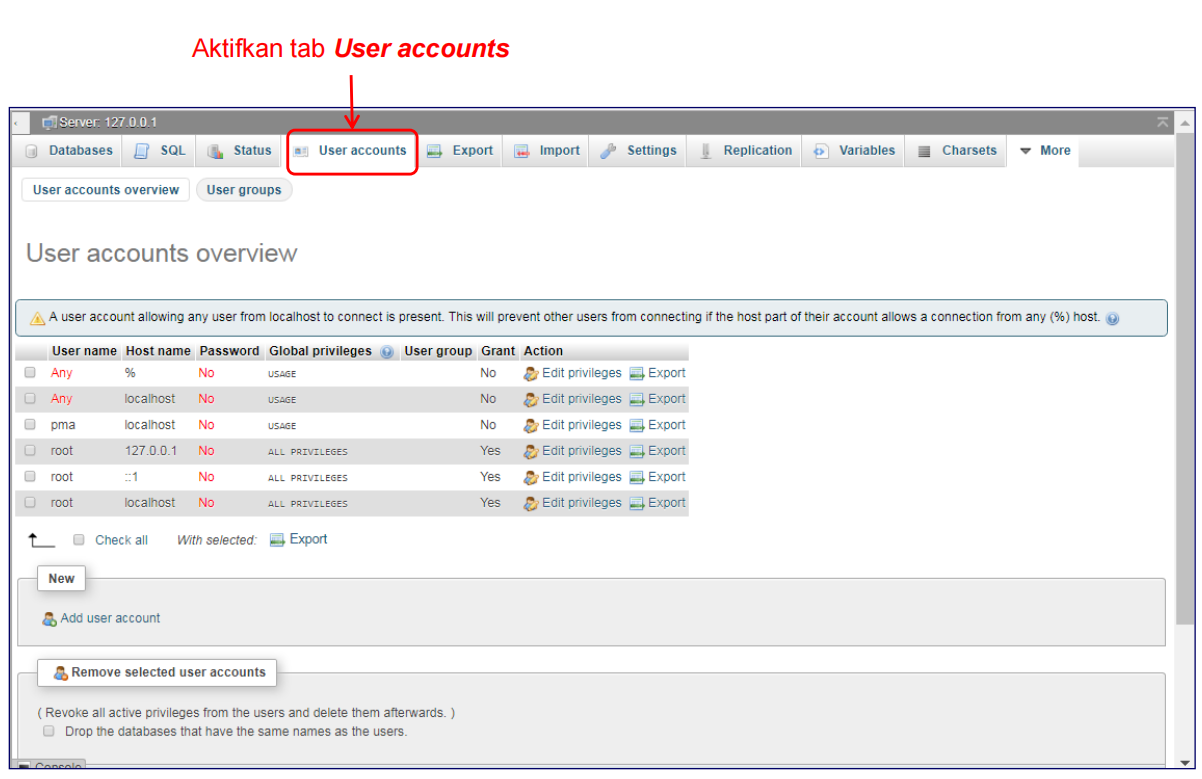 Aktifkan tab User accounts
Server: 127.0.0.1
Databases SQL Status User accounts Export Import Settings Replication Variables Charsets More
User accounts overview User groups
User accounts overview
A user account allowing any user from localhost to connect is present. This will prevent other users from connecting if the host part of their account allows a connection from any (%) host.
User name Host name Password Global privileges User group Grant Action
Any % No USAGE No Edit privileges Export
Any localhost No USAGE No Edit privileges Export
pma localhost No USAGE No Edit privileges Export
root 127.0.0.1 No ALL PRIVILEGES Yes Edit privileges Export
root ::1 No ALL PRIVILEGES Yes Edit privileges Export
root localhost No ALL PRIVILEGES Yes Edit privileges Export
Check all With selected: Export
New
Add user account
Remove selected user accounts
( Revoke all active privileges from the users and delete them afterwards. )
Drop the databases that have the same names as the users.
Console